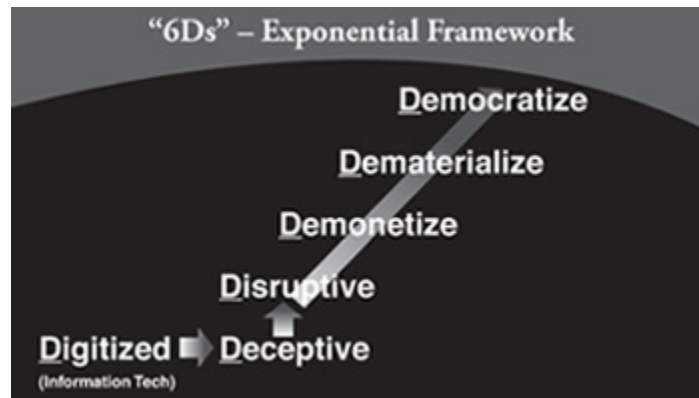 “6Ds” – Exponential Framework
Democratize
Dematerialize
Demonetize
Disruptive
Digitized Deceptive
(Information Tech)